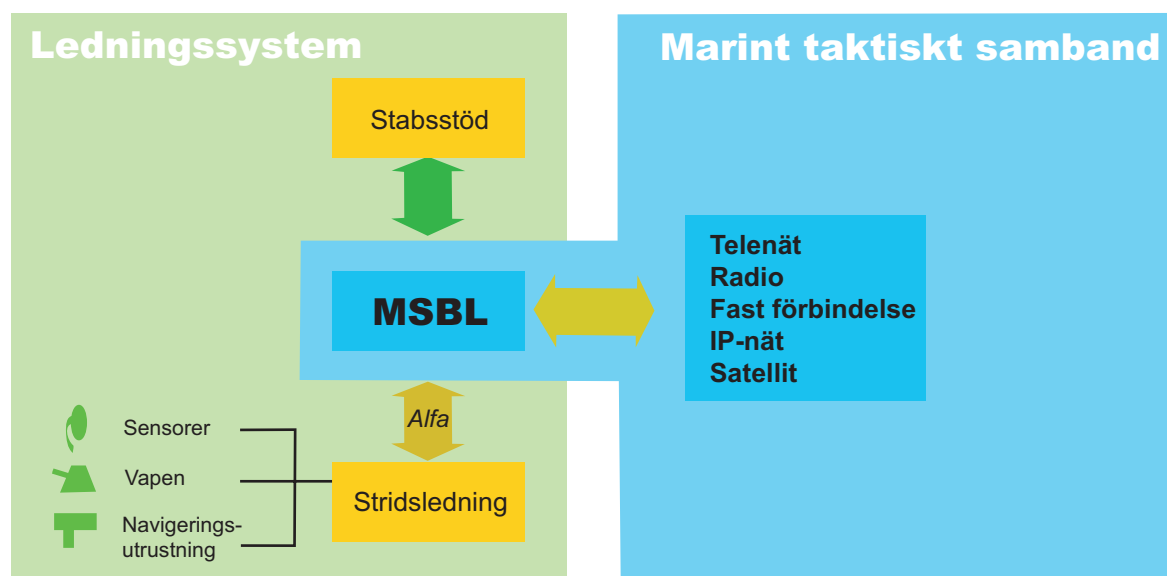 Ledningssystem
Marint taktiskt samband
Stabsstöd
MSBL
Telenät
Radio
Fast förbindelse
IP-nät
Satellit
Alfa
Sensorer
Vapen
Navigerings-
utrustning
Stridsledning